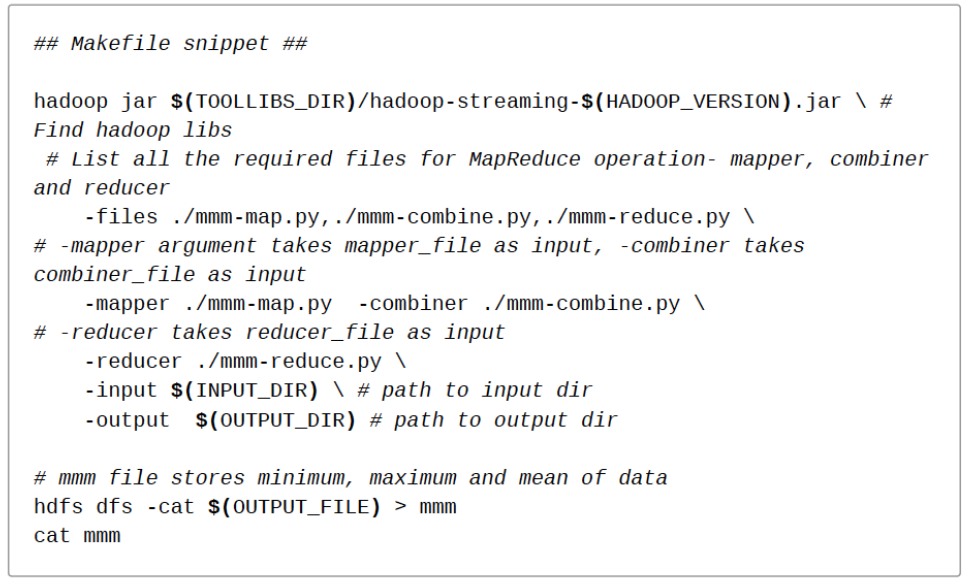 ## Makefile snippet ##
hadoop jar $(TOOLLIBS_DIR)/hadoop-streaming-$(HADOOP_VERSION).jar \ #
Find hadoop libs
# List all the required files for MapReduce operation- mapper, combiner
and reducer
-files ./mmm-map.py,./mmm-combine.py,./mmm-reduce.py \
# -mapper argument takes mapper_file as input, -combiner takes
combiner_file as input
-mapper ./mmm-map.py  -combiner ./mmm-combine.py \
# -reducer takes reducer_file as input
-reducer ./mmm-reduce.py \
-input $(INPUT_DIR) \ # path to input dir
-output  $(OUTPUT_DIR) # path to output dir
# mmm file stores minimum, maximum and mean of data
hdfs dfs -cat $(OUTPUT_FILE) > mmm
cat mmm